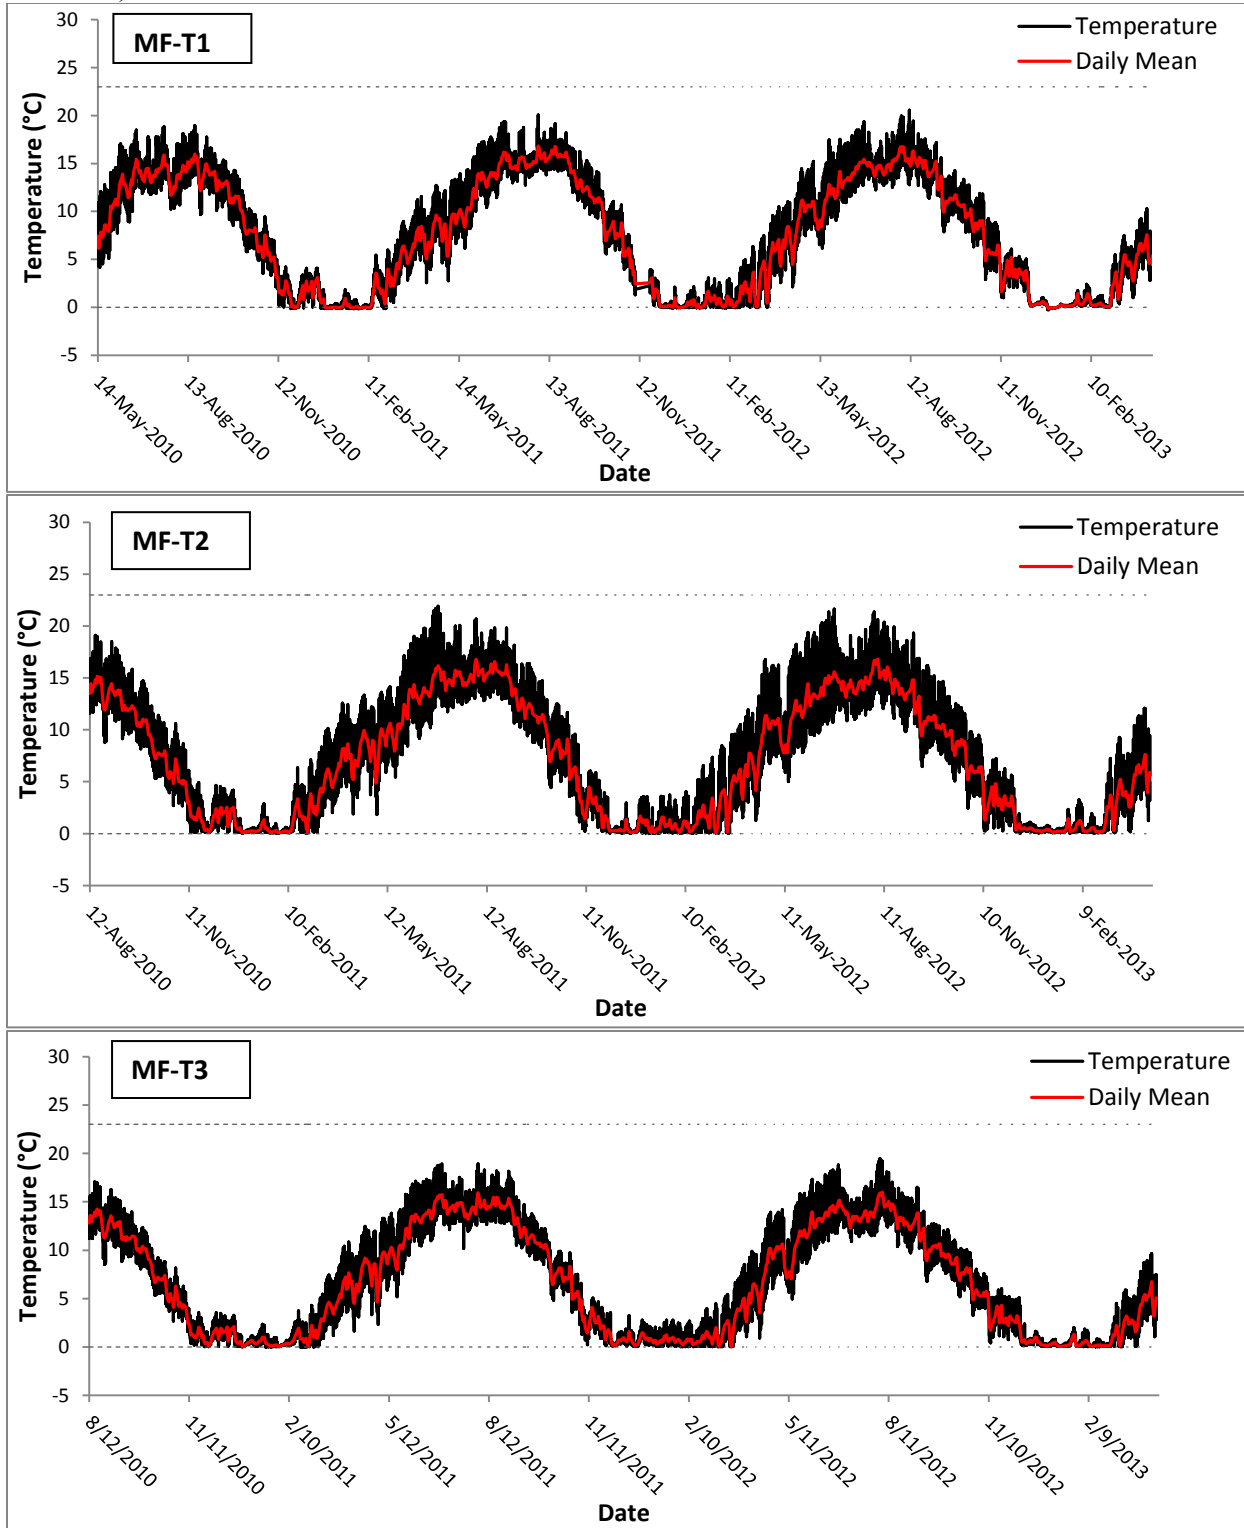 MF-T1
Temperature
Daily Mean
Temperature (°C)
30
25
20
15
10
5
0
-5
14-May-2010
13-Aug-2010
12-Nov-2010
11-Feb-2011
14-May-2011
13-Aug-2011
12-Nov-2011
11-Feb-2012
13-May-2012
12-Aug-2012
11-Nov-2012
10-Feb-2013
Date
MF-T2
Temperature
Daily Mean
Temperature (°C)
30
25
20
15
10
5
0
-5
12-Aug-2010
11-Nov-2010
10-Feb-2011
12-May-2011
12-Aug-2011
11-Nov-2011
10-Feb-2012
11-May-2012
11-Aug-2012
10-Nov-2012
9-Feb-2013
Date
MF-T3
Temperature
Daily Mean
Temperature (°C)
30
25
20
15
10
5
0
-5
8/12/2010
11/11/2010
2/10/2011
5/12/2011
8/12/2011
11/11/2011
2/10/2012
5/11/2012
8/11/2012
11/10/2012
2/9/2013
Date